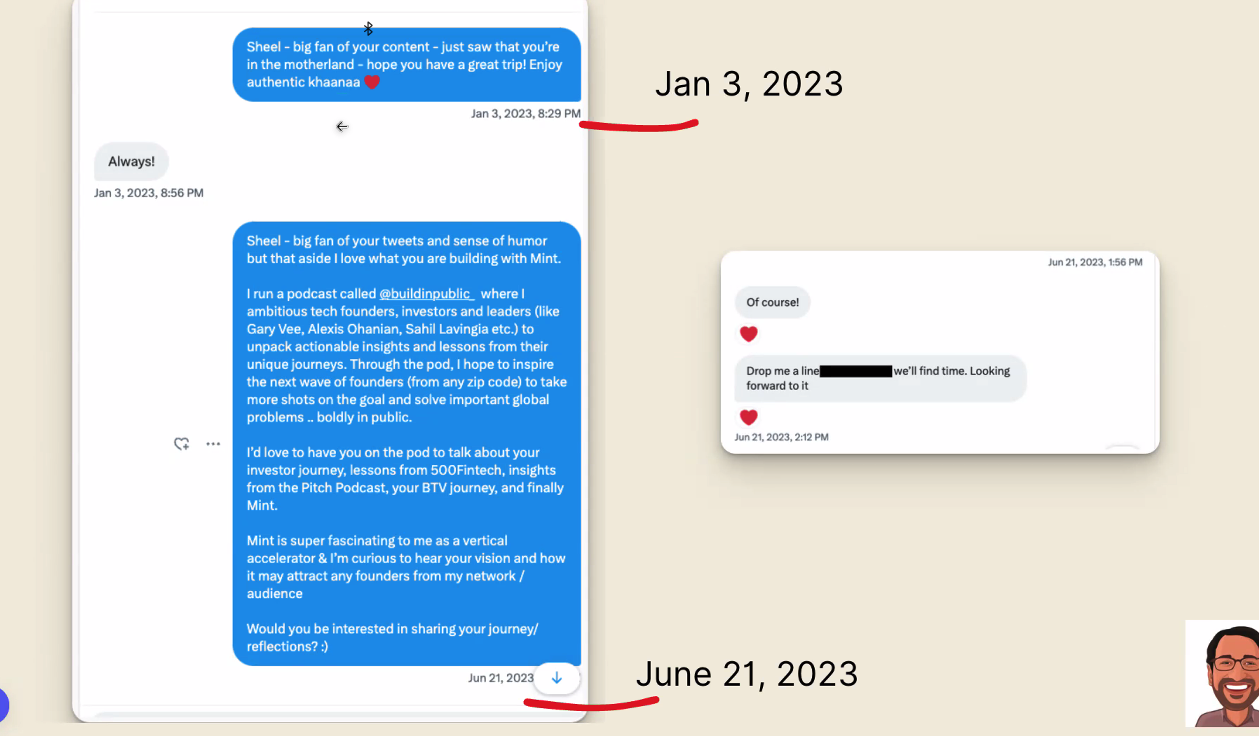 Sheel - big fan of your content - just saw that you're
in the motherland - hope you have a great trip! Enjoy
authentic khaanaa ❤️
Jan 3, 2023, 8:29 PM
Jan 3, 2023
Always!
Jan 3, 2023, 8:56 PM
Sheel - big fan of your tweets and sense of humor
but that aside I love what you are building with Mint.
I run a podcast called @buildinpublic_ where I
ambitious tech founders, investors and leaders (like
Gary Vee, Alexis Ohanian, Sahil Lavingia etc.) to
unpack actionable insights and lessons from their
unique journeys. Through the pod, I hope to inspire
the next wave of founders (from any zip code) to take
more shots on the goal and solve important global
problems .. boldly in public.
I'd love to have you on the pod to talk about your
investor journey, lessons from 500Fintech, insights
from the Pitch Podcast, your BTV journey, and finally
Mint.
Mint is super fascinating to me as a vertical
accelerator & I'm curious to hear your vision and how
it may attract any founders from my network /
audience
Would you be interested in sharing your journey/
reflections? :)
Jun 21, 2023
June 21, 2023
Jun 21, 2023, 1:56 PM
Of course!
❤️
Drop me a line we'll find time. Looking
forward to it
❤️
Jun 21, 2023, 2:12 PM